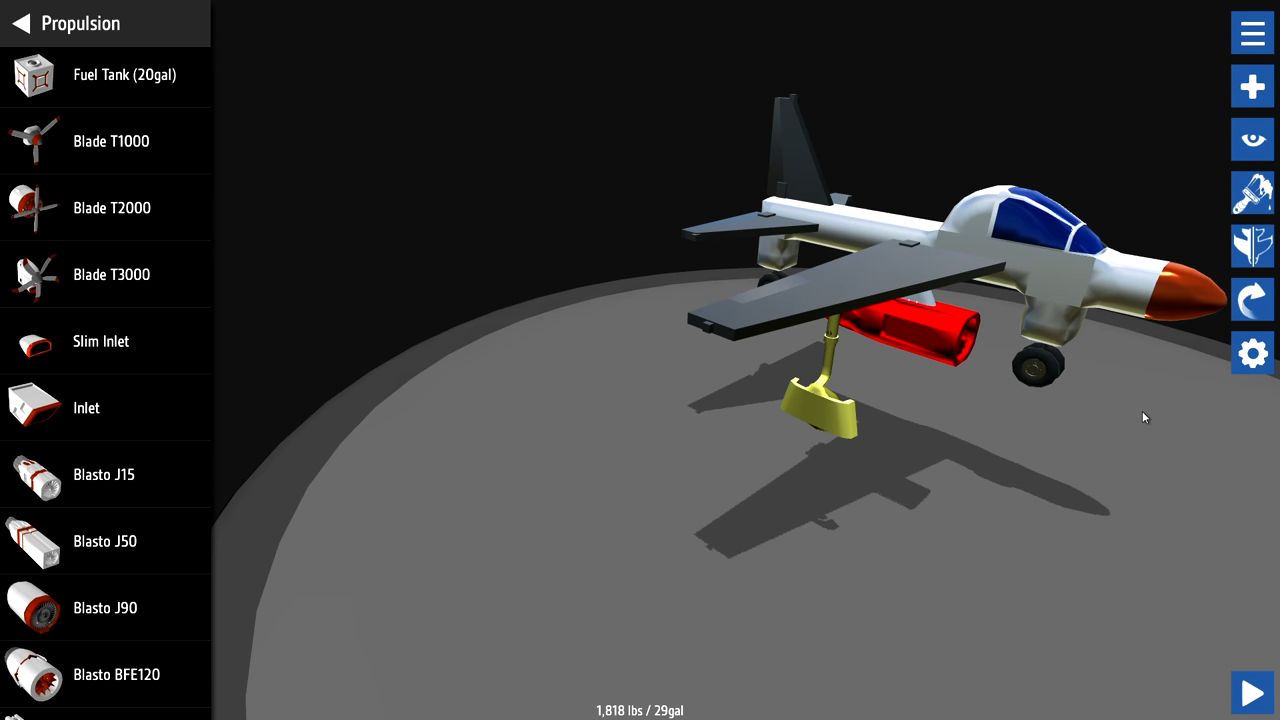 Propulsion
Fuel Tank (20gal)
Blade T1000
Blade T2000
Blade T3000
Slim Inlet
Inlet
Blasto J15
Blasto J50
Blasto J90
Blasto BFE120
1,818 lbs / 29gal